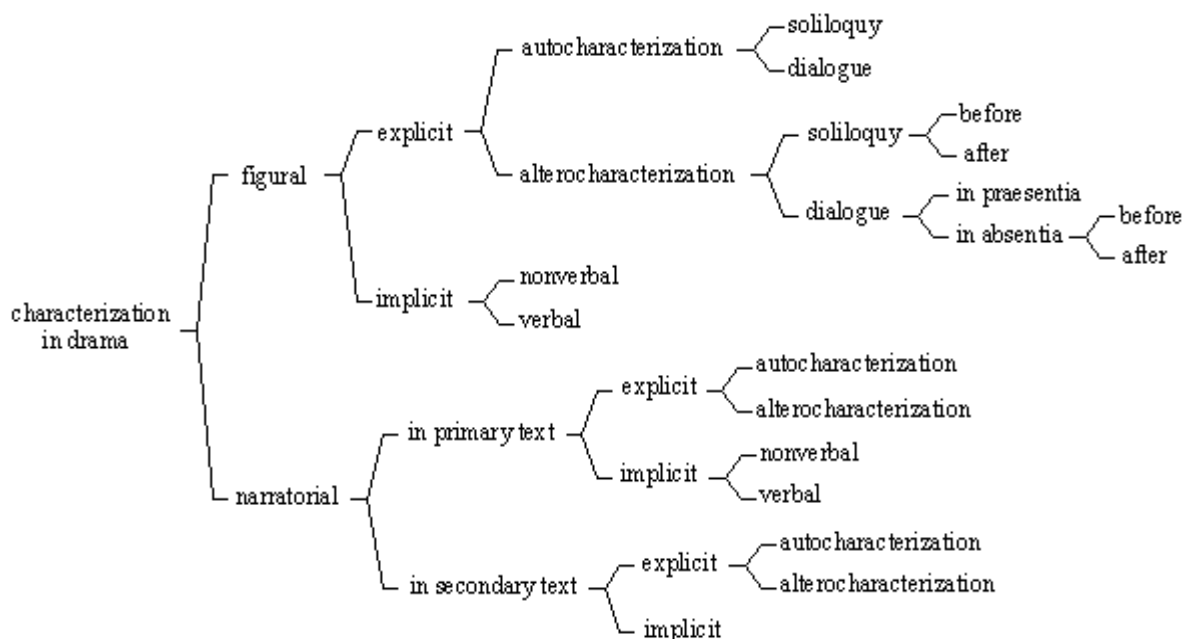 soliloquy
autocharacterization
dialogue
before
explicit
soliloquy
after
figural
alterocharacterization
in praesentia
dialogue
before
in absentia
after
nonverbal
implicit
verbal
characterization
in drama
autocharacterization
explicit
alterocharacterization
in primary text
nonverbal
implicit
verbal
narratorial
autocharacterization
explicit
alterocharacterization
in secondary text
implicit